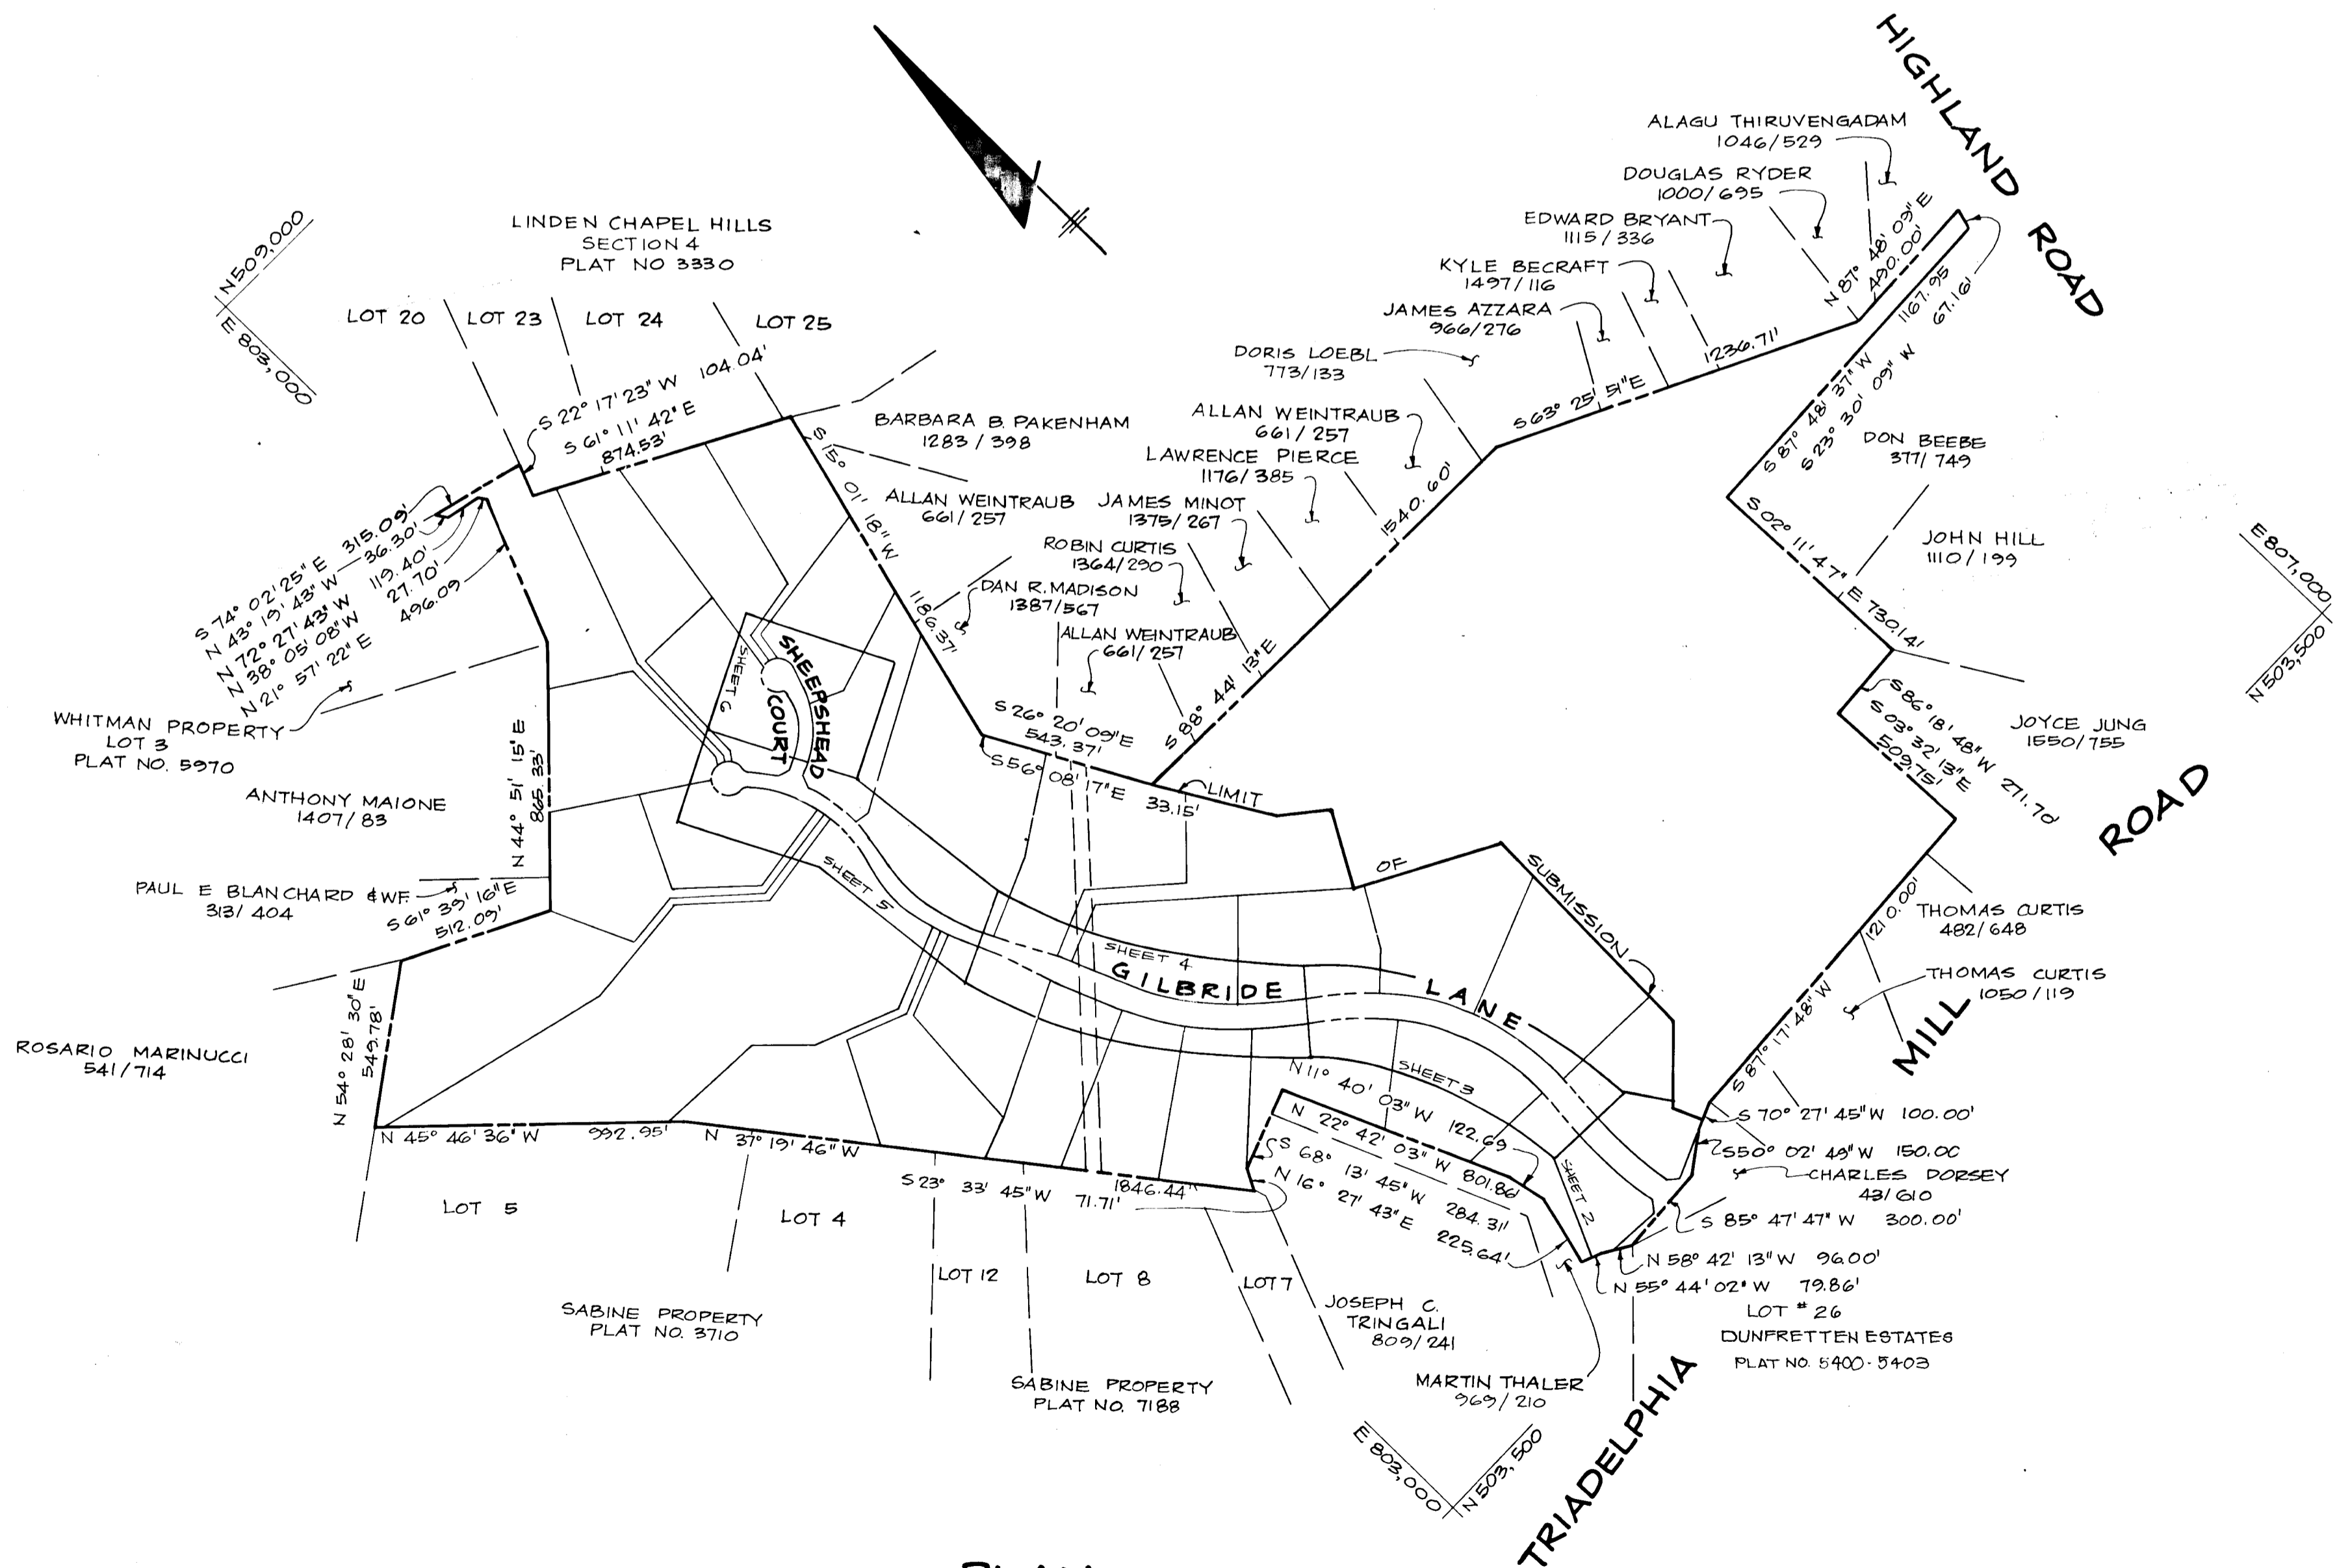 HIGHLAND ROAD
ALAGU THIRUVENGADAM
1046/529
DOUGLAS RYDER
1000/695
EDWARD BRYANT
1115/336
KYLE BECRAFT
1497/116
JAMES AZZARA
966/276
DORIS LOEBL
773/133
ALLAN WEINTRAUB
661/257
LAWRENCE PIERCE
1176/385
JAMES MINOT
1375/267
ROBIN CURTIS
1364/290
DAN R. MADISON
1387/567
ALLAN WEINTRAUB
661/257
ALLAN WEINTRAUB
661/257
BARBARA B. PAKENHAM
1283/398
N 87° 48' 09" E
490.00'
1167.95
67.16'
S 87° 48' 37" W
S 23° 30' 09" W
1236.71'
S 63° 25' 51" E
1540.60'
S 88° 44' 13" E
DON BEEBE
377/749
JOHN HILL
1110/199
S 02° 11' 47" E 730.14'
E 807,000
N 503,500
JOYCE JUNG
1550/755
S 86° 18' 48" W 271.70'
S 03° 32' 13" E
509.75'
ROAD
N509,000
E 803,000
LINDEN CHAPEL HILLS
SECTION 4
PLAT NO 3330
LOT 20
LOT 23
LOT 24
LOT 25
S 22° 17' 23" W 104.04'
S 61° 11' 42" E
874.53'
S 15° 01' 18" W
1186.37'
S 74° 02' 25" E 315.09'
N 43° 19' 43" W 36.30'
N 72° 27' 43" W 119.40'
N 38° 05' 08" W 27.70'
N 21° 57' 22" E 496.09
WHITMAN PROPERTY
LOT 3
PLAT NO. 5970
ANTHONY MAIONE
1407/83
N 44° 51' 15" E
865.33'
PAUL E BLANCHARD & WF.
313/404
S 61° 39' 16" E
512.09'
ROSARIO MARINUCCI
541/714
N 54° 28' 30" E
549.78'
SHEET 6
SHEERSHEAD
COURT
SHEET 5
S 26° 20' 09" E
543.37'
S 56° 08' 17" E 33.15'
LIMIT
OF
SUBMISSION
SHEET 4
GILBRIDE LANE
SHEET 3
SHEET 2
1210.00'
S 87° 17' 48" W
THOMAS CURTIS
482/648
THOMAS CURTIS
1050/119
MILL
S 70° 27' 45" W 100.00'
S50° 02' 49" W 150.00
CHARLES DORSEY
431/610
S 85° 47' 47" W 300.00'
N 58° 42' 13" W 96.00'
N 55° 44' 02" W 79.86'
LOT # 26
DUNFRETTEN ESTATES
PLAT NO. 5400-5403
N 11° 40' 03" W 122.69
N 22° 42' 03" W 801.86'
S 68° 13' 45" W 284.31'
N 16° 27' 43" E 225.64'
N 45° 46' 36" W 992.95'
N 37° 19' 46" W
1846.44'
S 23° 33' 45" W 71.71'
LOT 5
LOT 4
LOT 12
LOT 8
LOT 7
SABINE PROPERTY
PLAT NO. 3710
SABINE PROPERTY
PLAT NO. 7188
JOSEPH C.
TRINGALI
809/241
MARTIN THALER
969/210
E 803,000
N 503,500
TRIADELPHIA